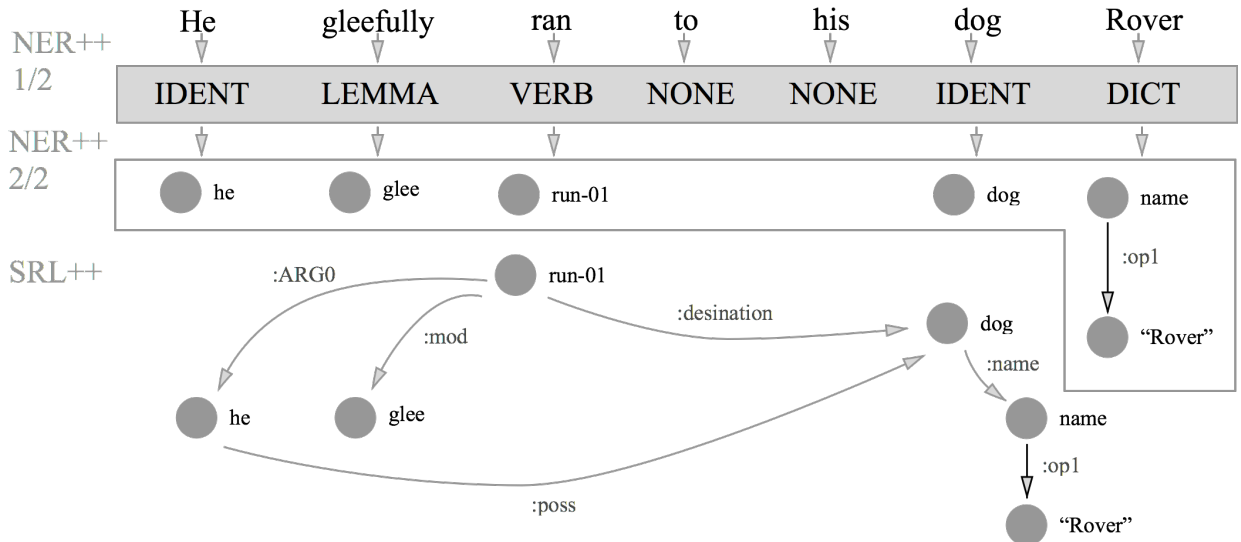 He gleefully ran to his dog Rover
NER++
1/2
IDENT LEMMA VERB NONE NONE IDENT DICT
NER++
2/2
he glee run-01 dog name
:op1
"Rover"
SRL++
:ARG0 run-01
:desination
:mod
dog
:name
he glee name
:op1
:poss
“Rover”